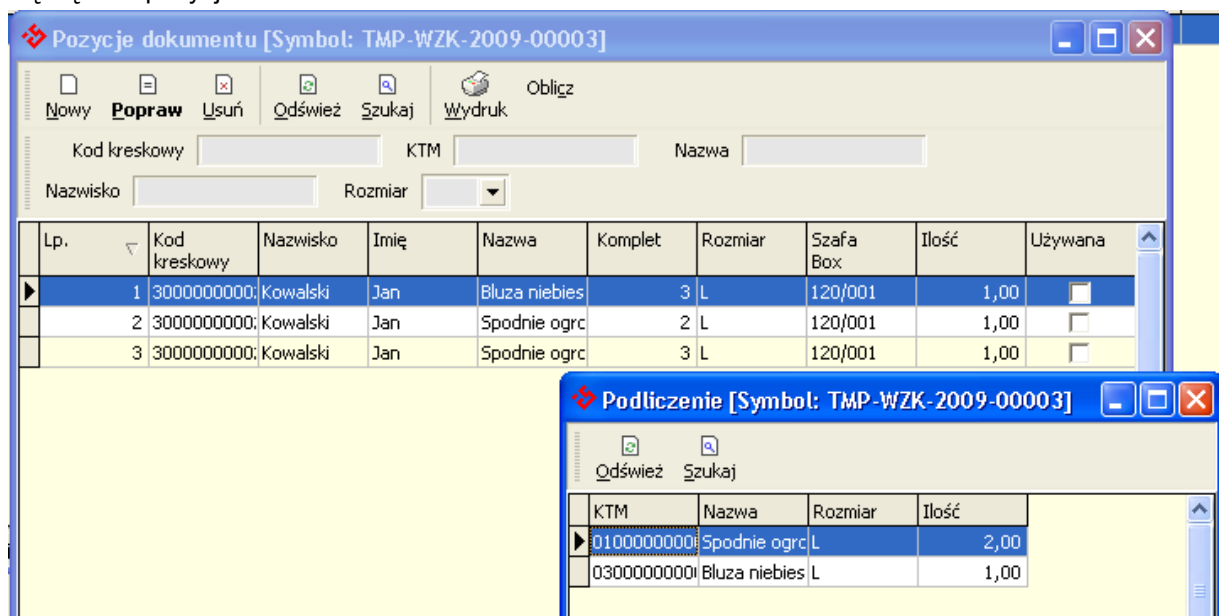 Pozycje dokumentu [Symbol: TMP-WZK-2009-00003]
Nowy Popraw Usuń Odśwież Szukaj Wydruk Oblicz
Kod kreskowy KTM Nazwa
Nazwisko Rozmiar
Lp. Kod kreskowy Nazwisko Imię Nazwa Komplet Rozmiar Szafa Box Ilość Używana
1 3000000000 Kowalski Jan Bluza niebies 3 L 120/001 1,00
2 3000000000 Kowalski Jan Spodnie ogrc 2 L 120/001 1,00
3 3000000000 Kowalski Jan Spodnie ogrc 3 L 120/001 1,00
Podliczenie [Symbol: TMP-WZK-2009-00003]
Odśwież Szukaj
KTM Nazwa Rozmiar Ilość
0100000000 Spodnie ogrc L 2,00
0300000000 Bluza niebies L 1,00